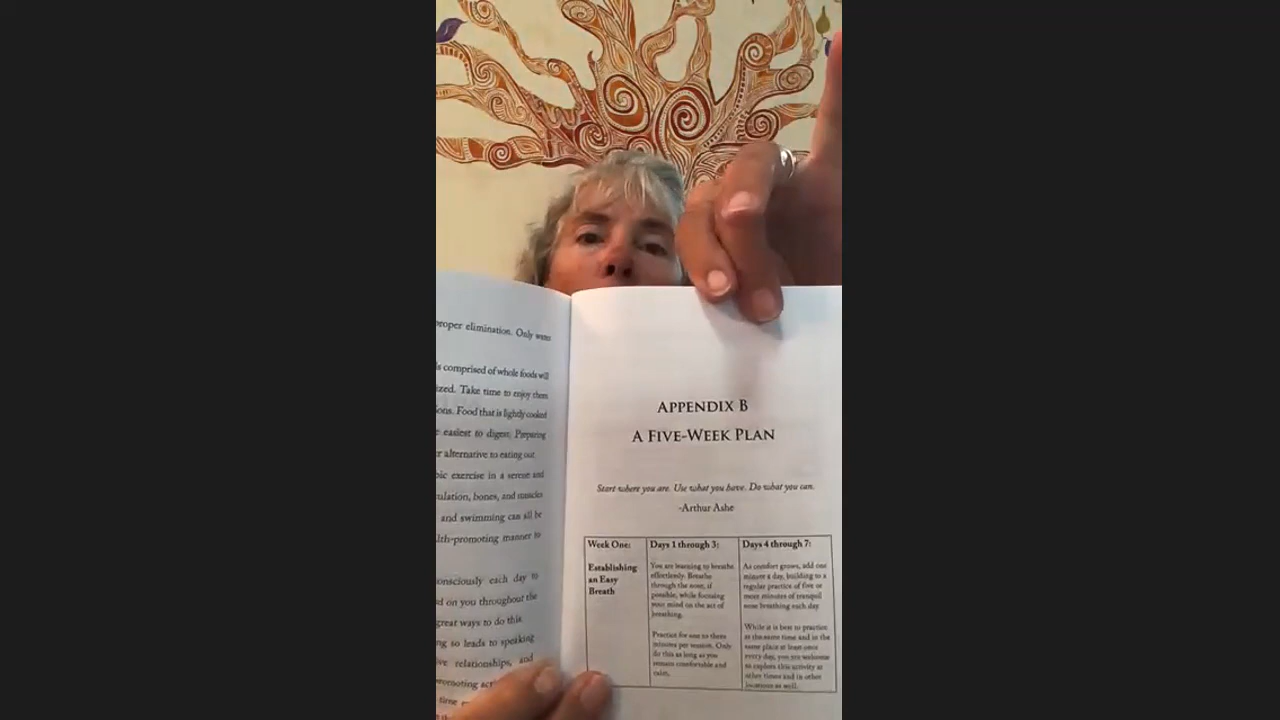 proper elimination. Only
s comprised of whole foods will
ized. Take time to enjoy them
ons. Food that is lightly cooked
e easiest to digest. Preparing
r alternative to eating out.
exercise in a serene and
bones, and muscles
and swimming can all be
manner to
each day to
on you throughout the
great ways to do this.
ng so leads to sparking
relationships, and
time
APPENDIX B
A FIVE-WEEK PLAN
Start where you are. Use what you have. Do what you can.
-Arthur Ashe
Week One:
Establishing
an Easy
Breath
Days 1 through 3:
You are learning to breathe
effortlessly. Breathe
through the nose, if
possible, while focusing
your mind on the act of
breathing.
Practice for one to three
minutes per session. Only
do this as long as you
remain comfortable and
calm.
Days 4 through 7:
As comfort grows, add one
minute a day, building to a
regular practice of five or
more minutes of tranquil
nose breathing each day.
While it is best to practice
at the same time and in the
same place at least once
every day, you are welcome
to explore this activity at
other times and in other
locations as well.